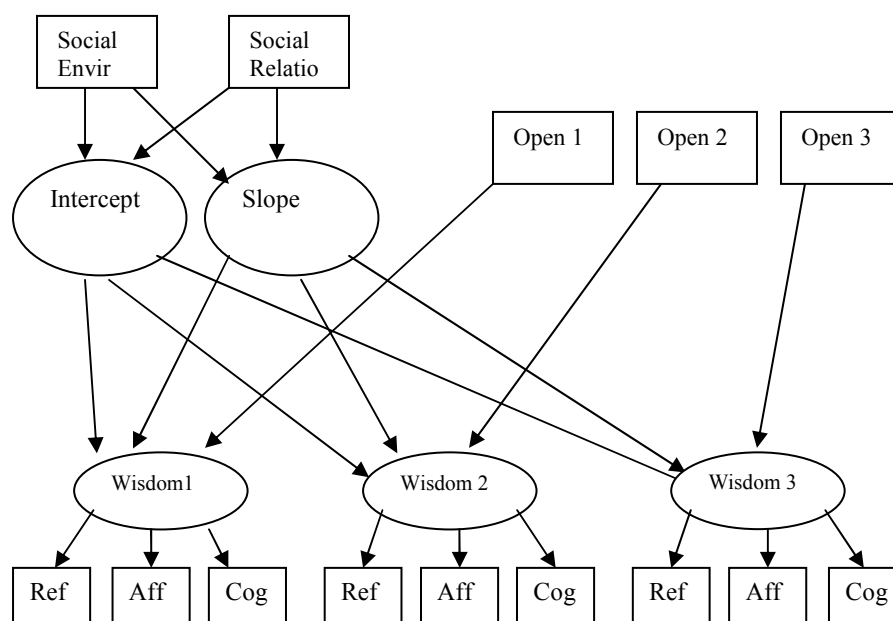 Social
Envir
Social
Relatio
Open 1
Open 2
Open 3
Intercept
Slope
Wisdom1
Wisdom 2
Wisdom 3
Ref
Aff
Cog
Ref
Aff
Cog
Ref
Aff
Cog